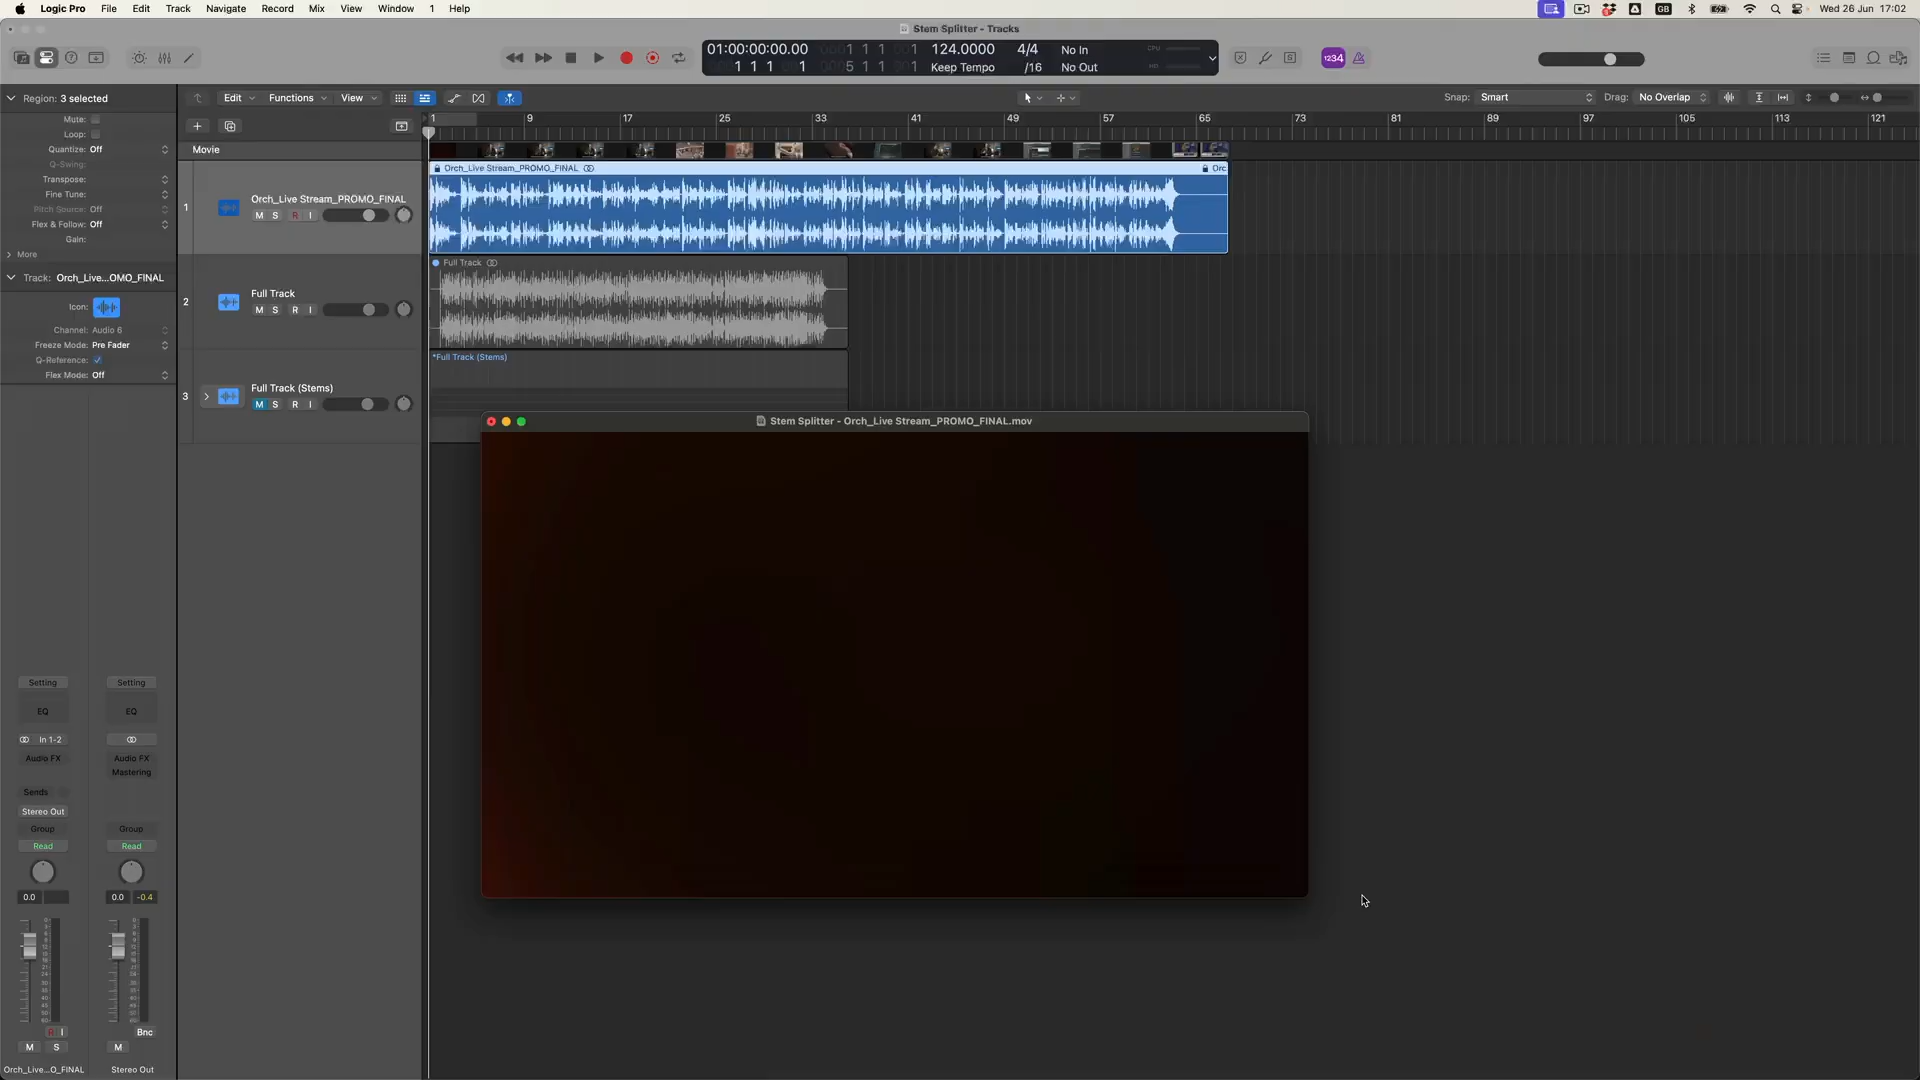 Logic Pro File Edit Track Navigate Record Mix View Window 1 Help
GB Wed 26 Jun 17:02
Stem Splitter - Tracks
01:00:00:00.00 124.0000 4/4 No In CPU
1 1 1 1 Keep Tempo /16 No Out HD
1234
Region: 3 selected
Edit Functions View
Snap: Smart Drag: No Overlap
Mute:
Loop:
Quantize: Off
Q-Swing:
Transpose:
Fine Tune:
Pitch Source: Off
Flex & Follow: Off
Gain:
More
Track: Orch_Live...OMO_FINAL
Icon:
Channel: Audio 6
Freeze Mode: Pre Fader
Q-Reference:
Flex Mode: Off
1 9 17 25 33 41 49 57 65 73 81 89 97 105 113 121
Movie
1 Orch_Live Stream_PROMO_FINAL
M S R I
Orch_Live Stream_PROMO_FINAL
Orc
2 Full Track
M S R I
Full Track
3 Full Track (Stems)
M S R I
*Full Track (Stems)
Stem Splitter - Orch_Live Stream_PROMO_FINAL.mov
Setting Setting
EQ EQ
In 1-2
Audio FX Audio FX
Mastering
Sends
Stereo Out
Group Group
Read Read
0.0 0.0 -0.4
R I Bnc
M S M
Orch_Live...O_FINAL Stereo Out